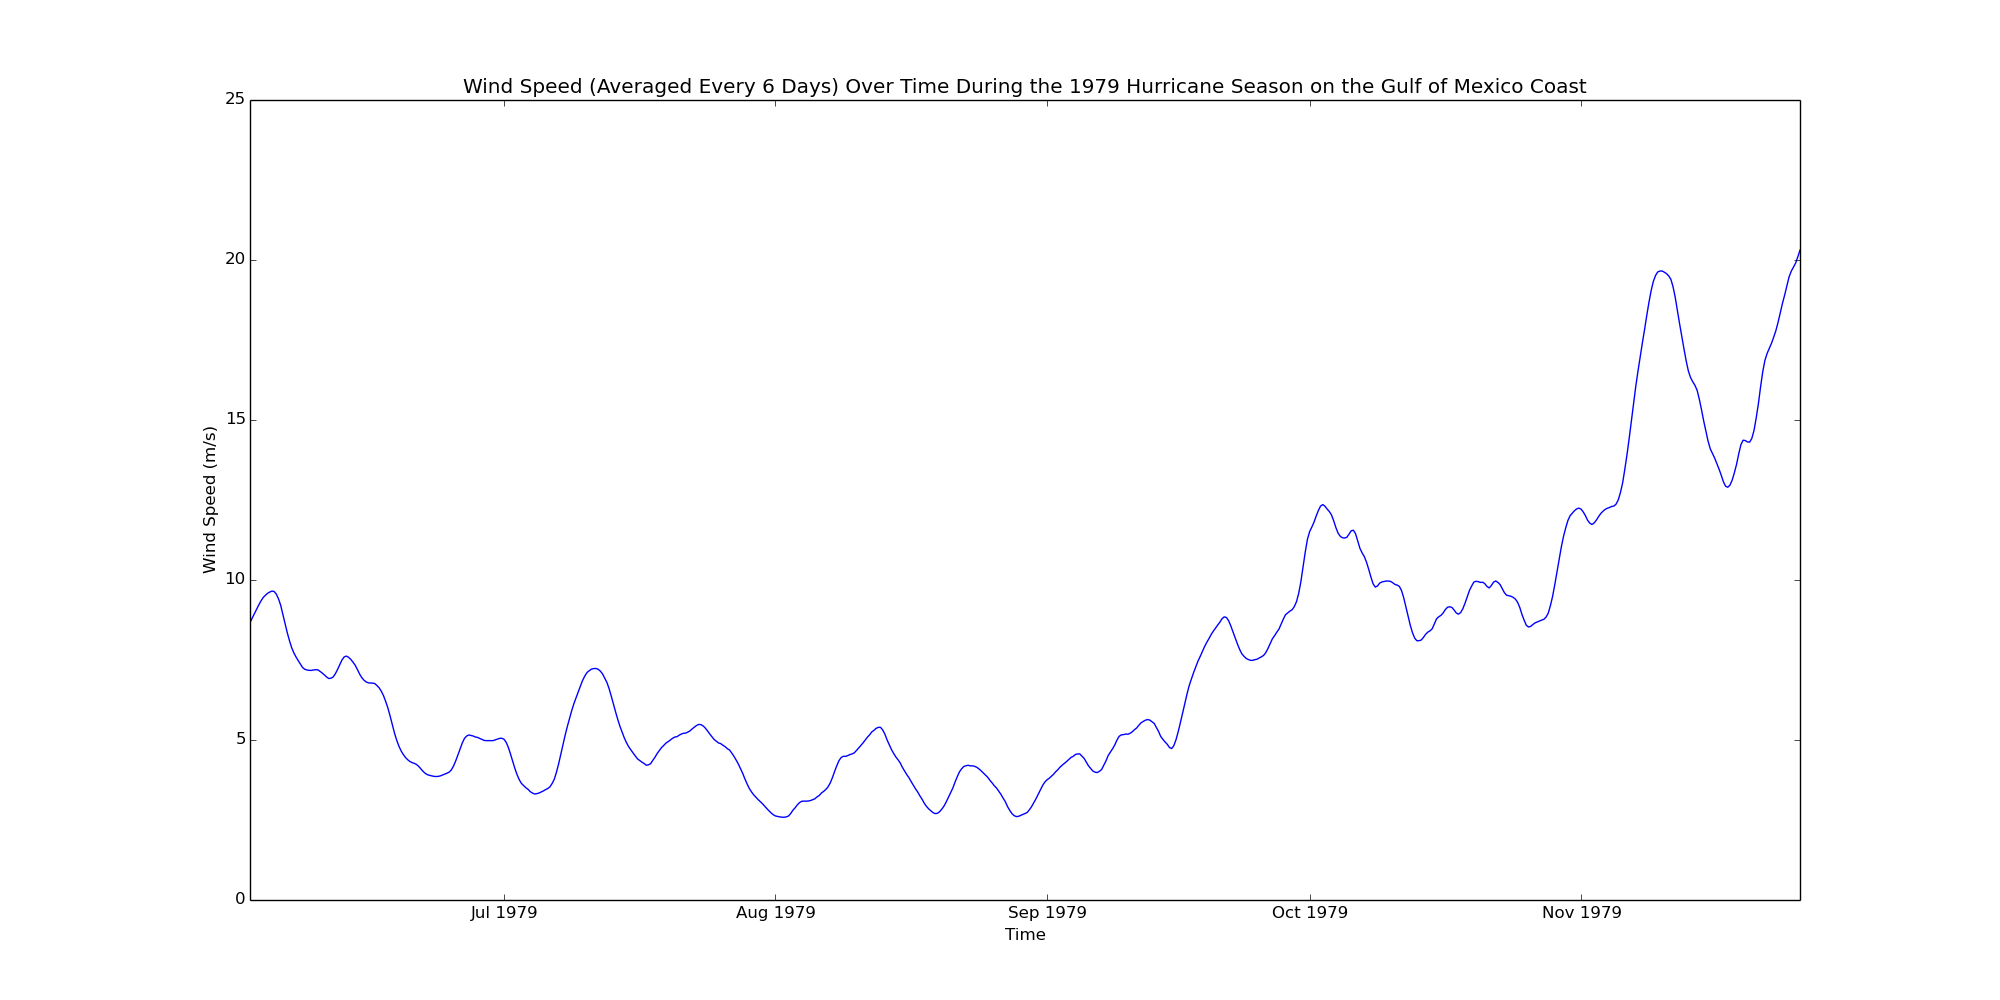 Wind Speed (Averaged Every 6 Days) Over Time During the 1979 Hurricane Season on the Gulf of Mexico Coast
25
20
15
10
5
0
Wind Speed (m/s)
Jul 1979
Aug 1979
Sep 1979
Oct 1979
Nov 1979
Time